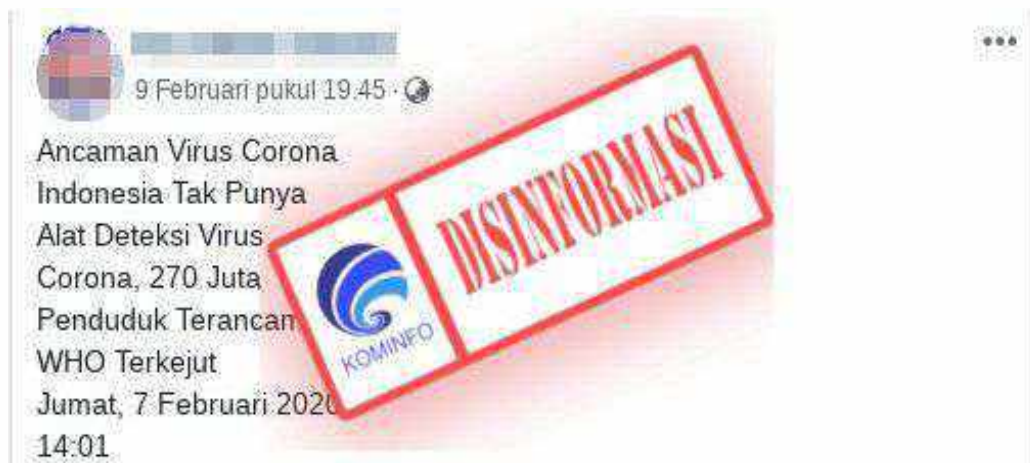 9 Februari pukul 19.45 ·
Ancaman Virus Corona
Indonesia Tak Punya
Alat Deteksi Virus
Corona, 270 Juta
Penduduk Terancam
WHO Terkejut
Jumat, 7 Februari 2020
14:01
KOMINFO
DISINFORMASI